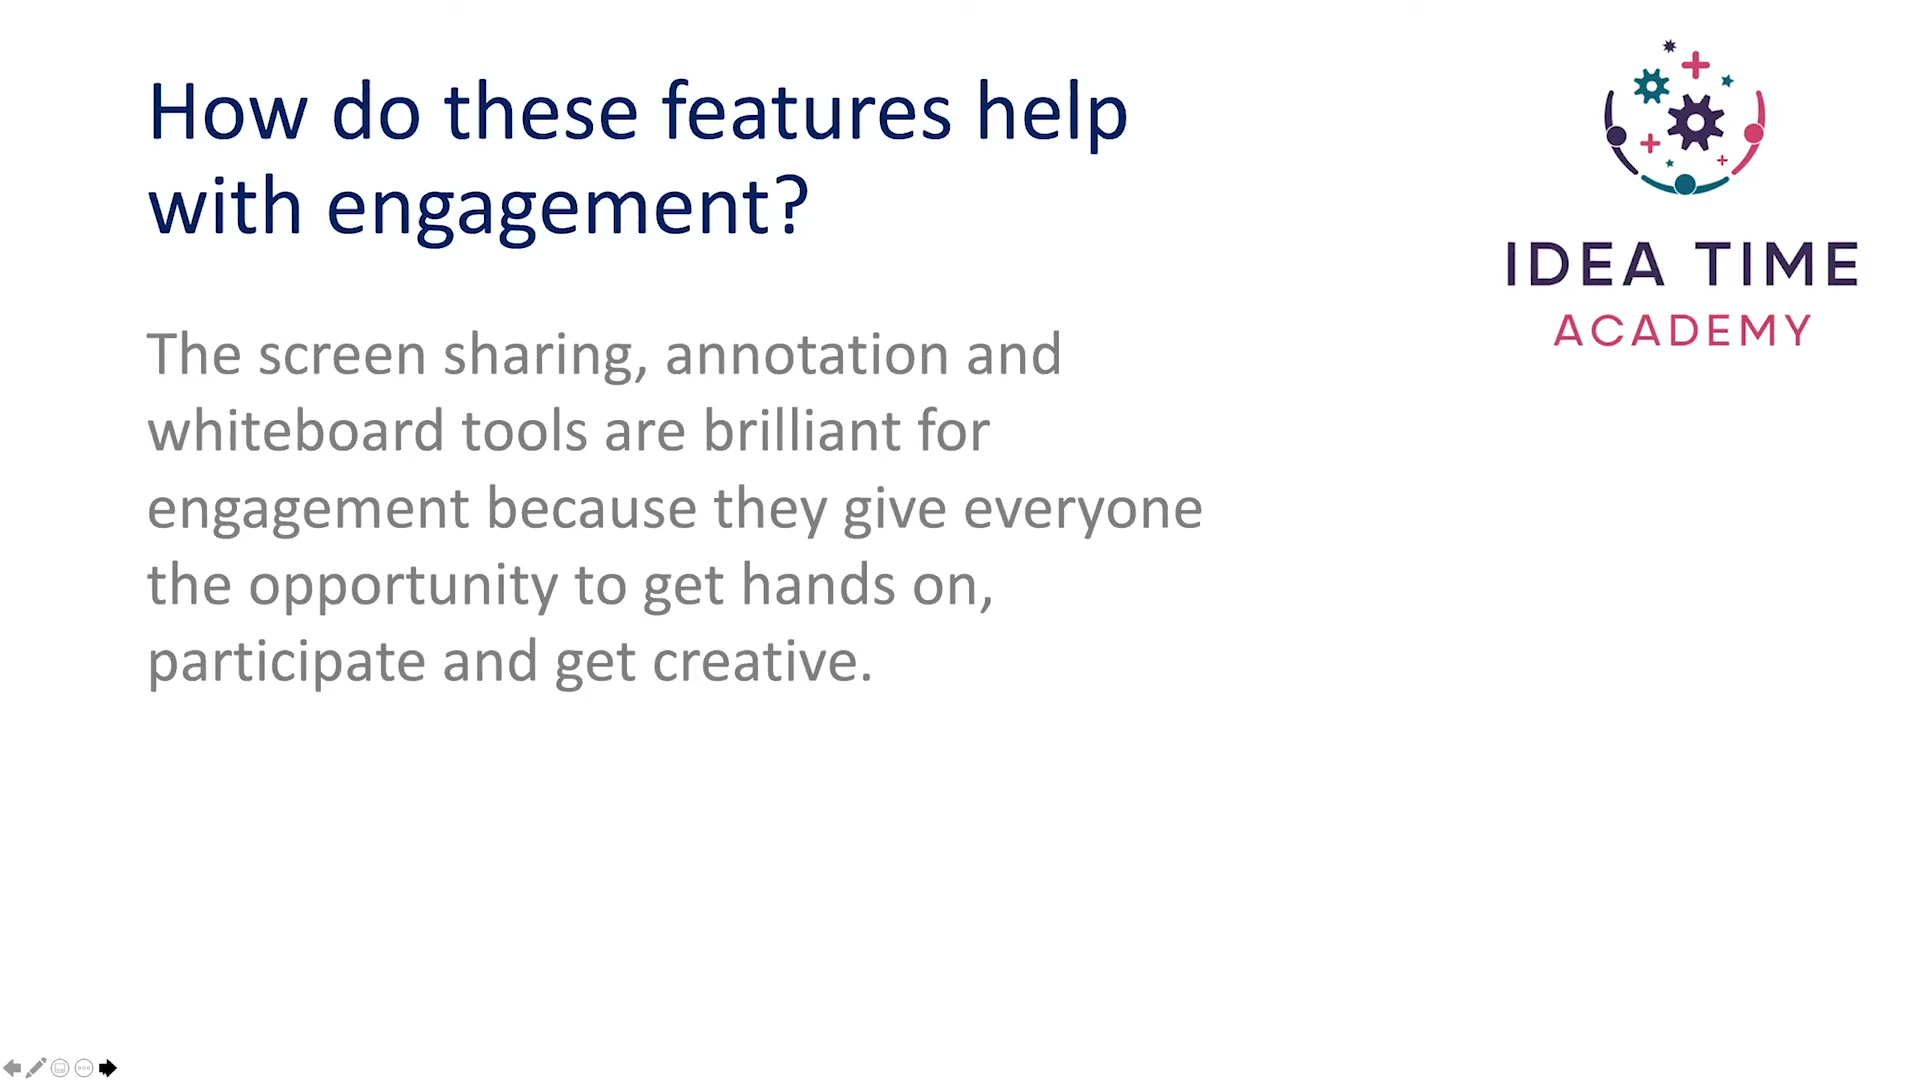 How do these features help
with engagement?
IDEA TIME
ACADEMY
The screen sharing, annotation and
whiteboard tools are brilliant for
engagement because they give everyone
the opportunity to get hands on,
participate and get creative.